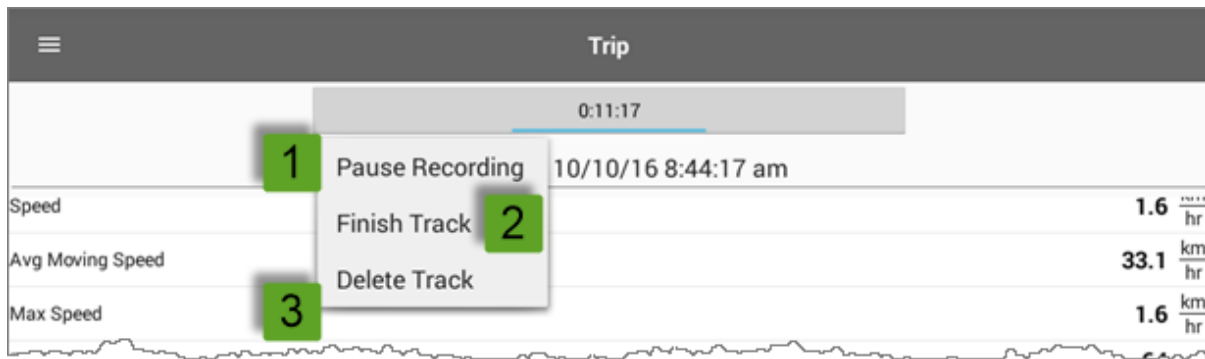 Trip
0:11:17
1 Pause Recording 10/10/16 8:44:17 am
Speed 1.6 km/hr
Finish Track 2
Avg Moving Speed 33.1 km/hr
Delete Track
Max Speed 3 1.6 km/hr